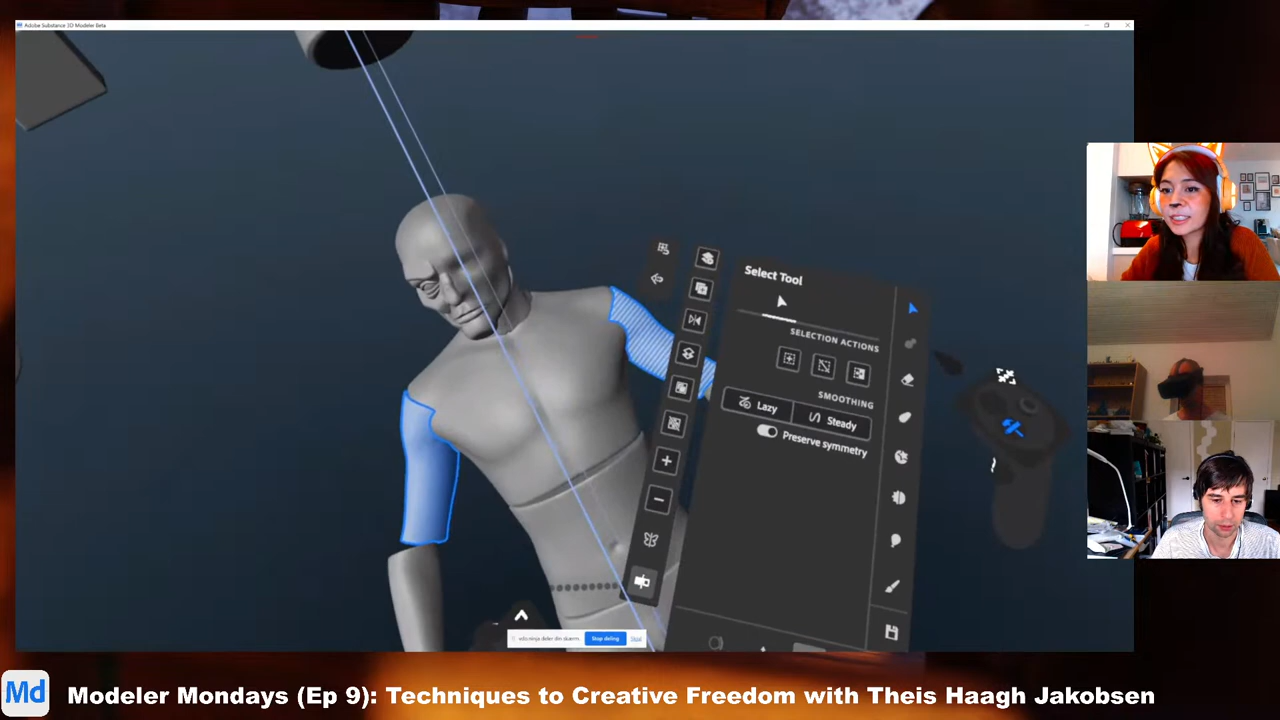 Adobe Substance 3D Modeler Beta
Select Tool
SELECTION ACTIONS
SMOOTHING
Lazy
Steady
Preserve symmetry
Stop deling
Skjul
Md
Modeler Mondays (Ep 9): Techniques to Creative Freedom with Theis Haagh Jakobsen